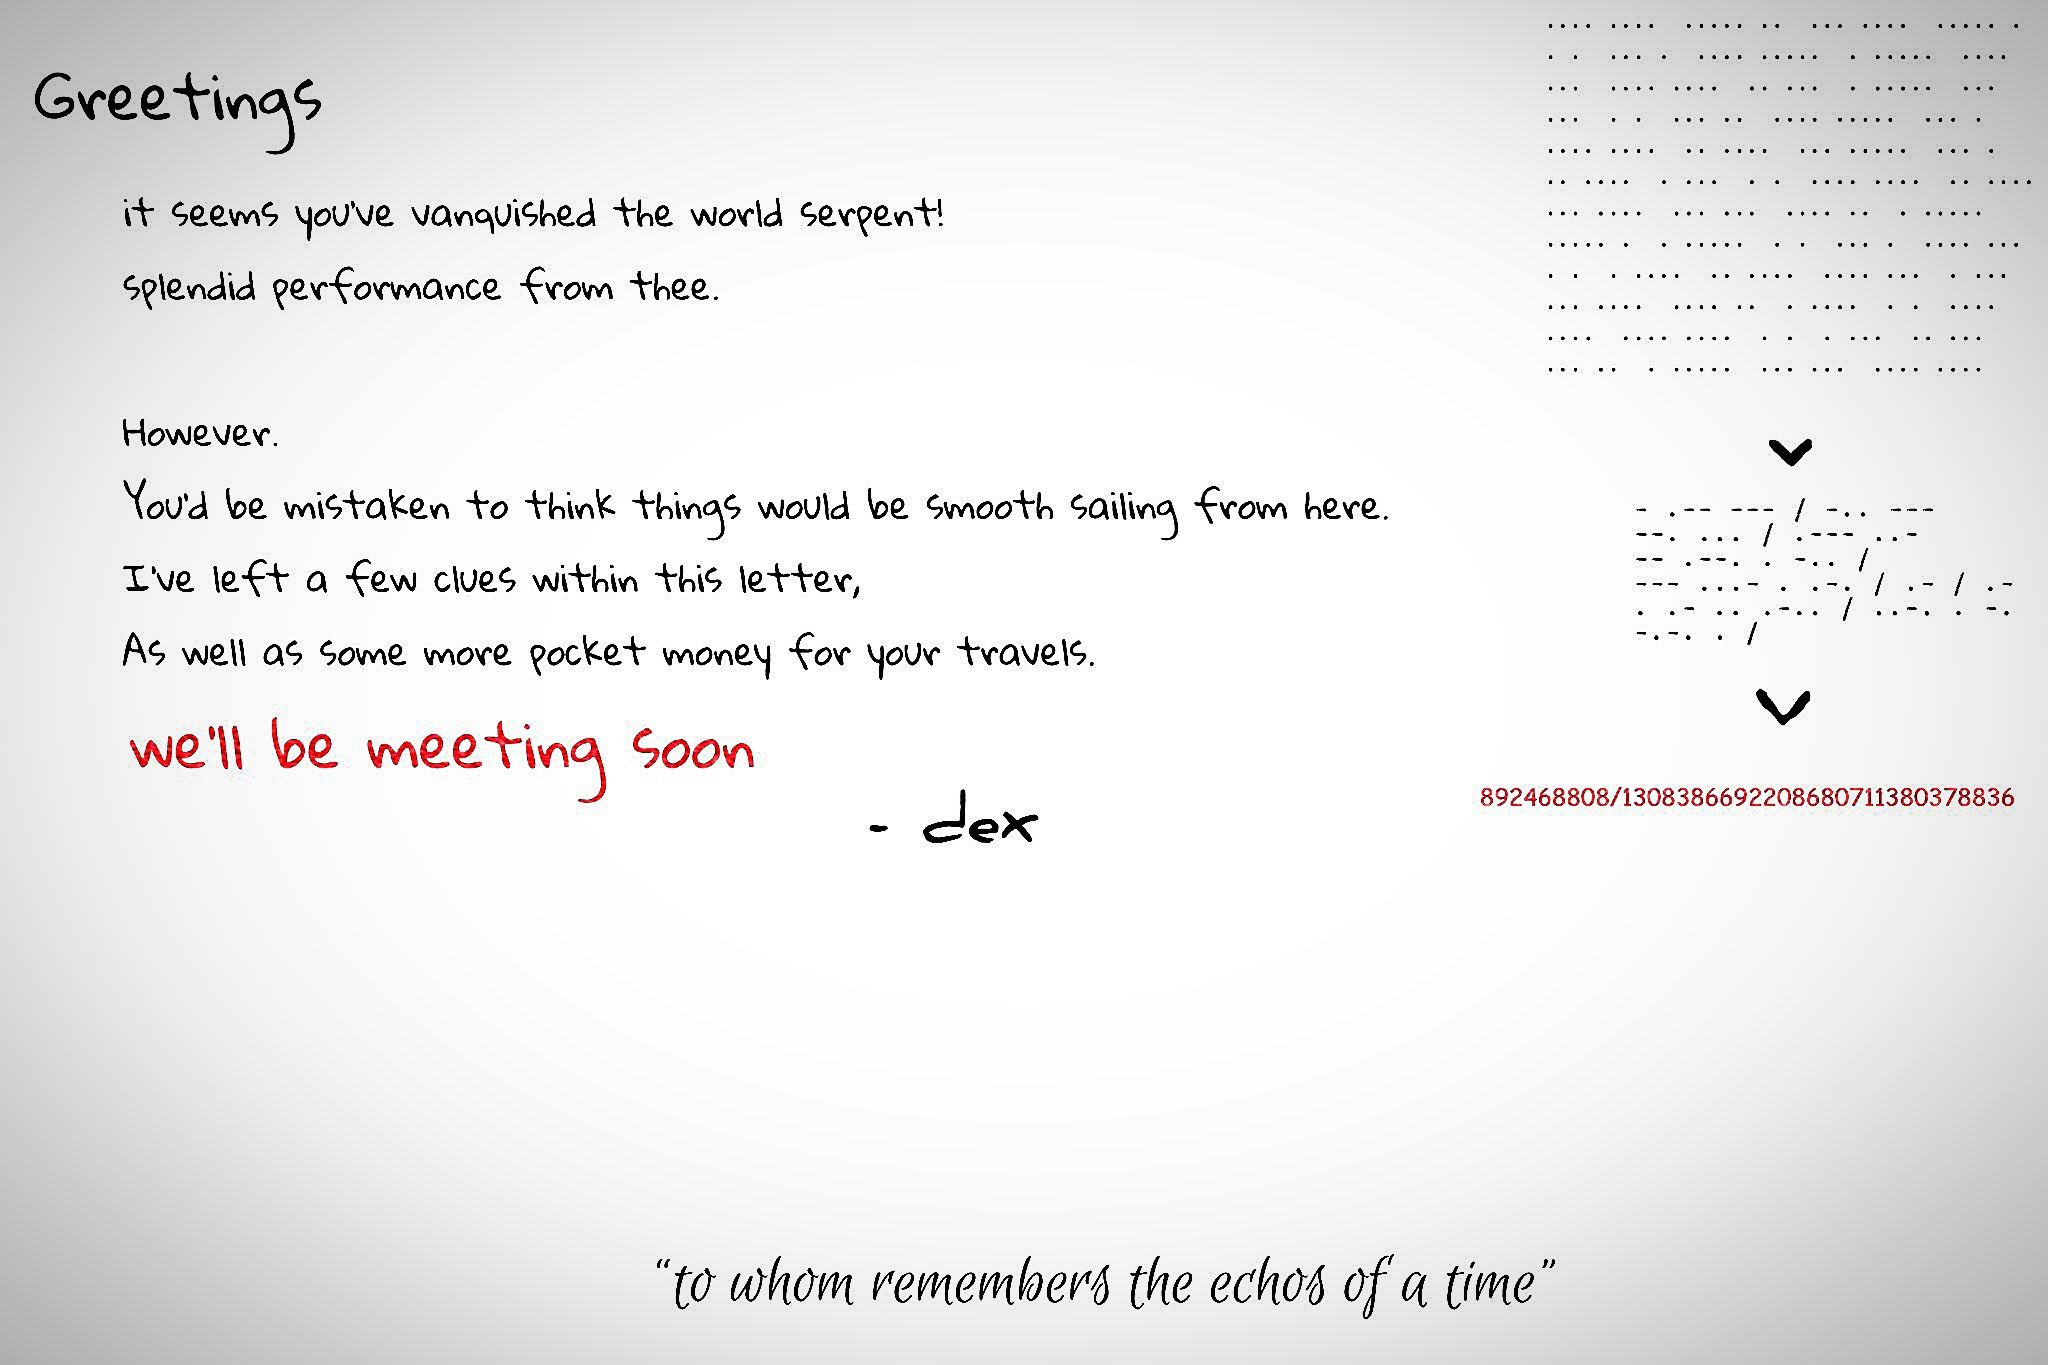 Greetings
it seems you've vanquished the world serpent!
splendid performance from thee.
However.
You'd be mistaken to think things would be smooth sailing from here.
I've left a few clues within this letter,
As well as some more pocket money for your travels.
we'll be meeting soon
- dex
.... ....  ..... ..  ... ....  ..... .
. .  ... .  .... .....  . .....  ....
...  .... ....  .. ...  . .....  ...
...  . .  ... ..  .... .....  ... .
.... ....  .. ....  ... .....  ... .
.. ....  . ...  . .  .... ....  .. ....
... ....  ... ...  .... ..  . .....
..... .  . .....  . .  ... .  .... ...
. .  . ....  .. ....  .... ...  . ...
... ....  .... ..  .... .  . .  ....
....  .... ....  . .  . ...  .. ...
... ..  . .....  ... ...  .... ....
- .-- --- / -.. ---
--. ... / .--- ..-
-- .--. . -.. /
--- ...- . .-. / .- / .-
. .- .. .-.. / ..-. . -.
-.-. . /
892468808/1308386692208680711380378836
“to whom remembers the echos of a time”